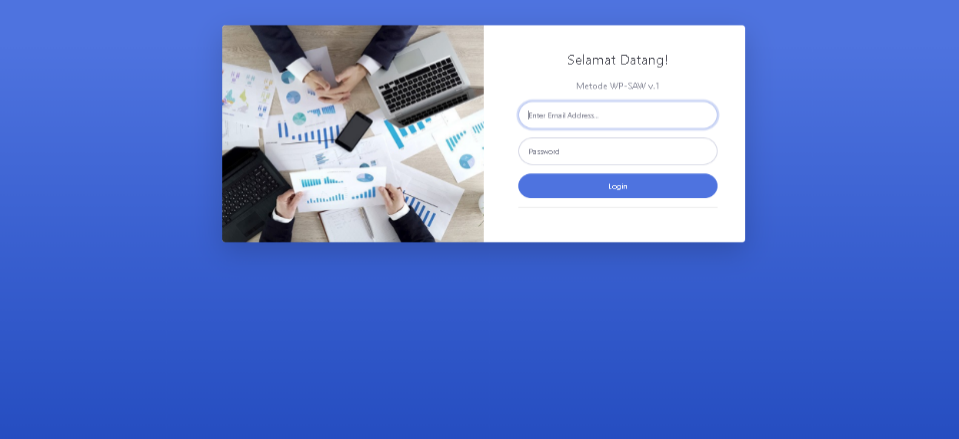 Selamat Datang!
Metode WP-SAW v.1
Enter Email Address...
Password
Login